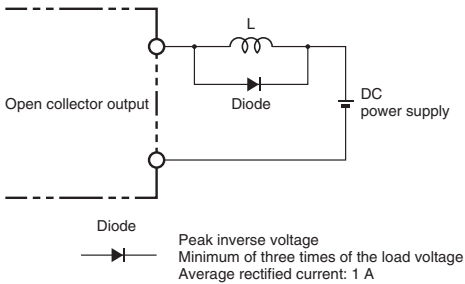 L
Open collector output
Diode
DC
power supply
Diode
Peak inverse voltage
Minimum of three times of the load voltage
Average rectified current: 1 A